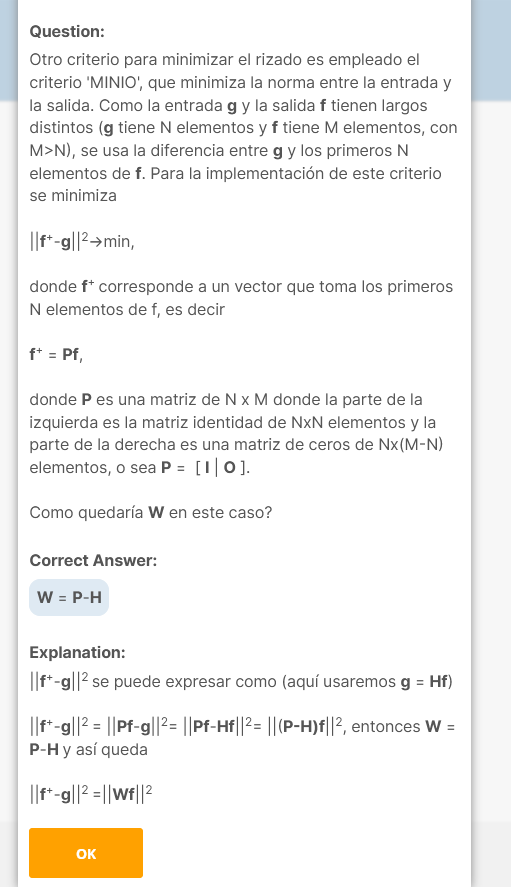 Question:
Otro criterio para minimizar el rizado es empleado el
criterio 'MINIO', que minimiza la norma entre la entrada y
la salida. Como la entrada g y la salida f tienen largos
distintos (g tiene N elementos y f tiene M elementos, con
M>N), se usa la diferencia entre g y los primeros N
elementos de f. Para la implementación de este criterio
se minimiza
||f⁺-g||²→min,
donde f⁺ corresponde a un vector que toma los primeros
N elementos de f, es decir
f⁺ = Pf,
donde P es una matriz de N x M donde la parte de la
izquierda es la matriz identidad de NxN elementos y la
parte de la derecha es una matriz de ceros de Nx(M-N)
elementos, o sea P = [ I | O ].
Como quedaría W en este caso?
Correct Answer:
W = P-H
Explanation:
||f⁺-g||² se puede expresar como (aquí usaremos g = Hf)
||f⁺-g||² = ||Pf-g||²= ||Pf-Hf||²= ||(P-H)f||², entonces W =
P-H y así queda
||f⁺-g||² =||Wf||²
OK